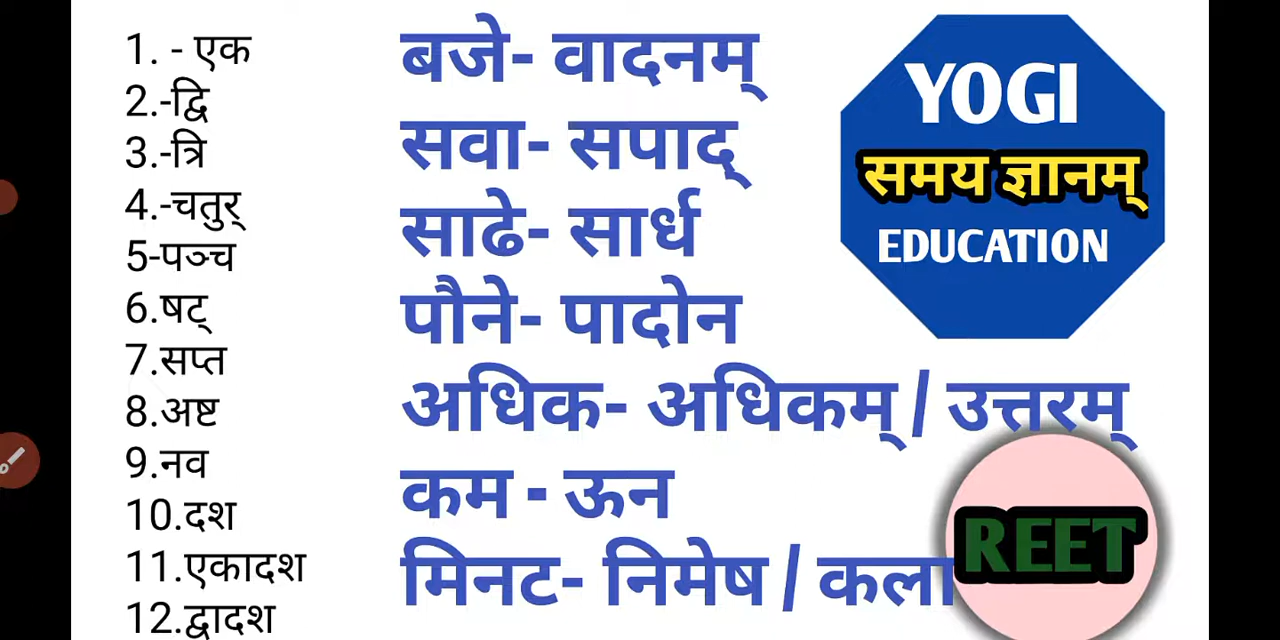 1. - एक
2.-द्वि
3.-त्रि
4.-चतुर्
5-पञ्च
6.षट्
7.सप्त
8.अष्ट
9.नव
10.दश
11.एकादश
12.द्वादश
बजे- वादनम्
सवा- सपाद्
साढे- सार्ध
पौने- पादोन
अधिक- अधिकम् / उत्तरम्
कम - ऊन
मिनट- निमेष / कला
YOGI
समय ज्ञानम्
EDUCATION
REET